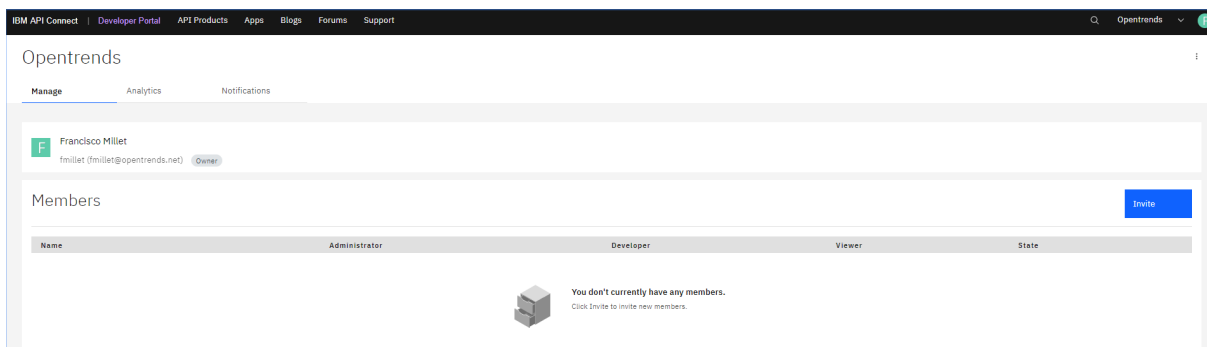 IBM API Connect | Developer Portal API Products Apps Blogs Forums Support Opentrends F
Opentrends
Manage Analytics Notifications
F Francisco Millet
fmillet (fmillet@opentrends.net) Owner
Members
Invite
Name Administrator Developer Viewer State
You don't currently have any members.
Click Invite to invite new members.